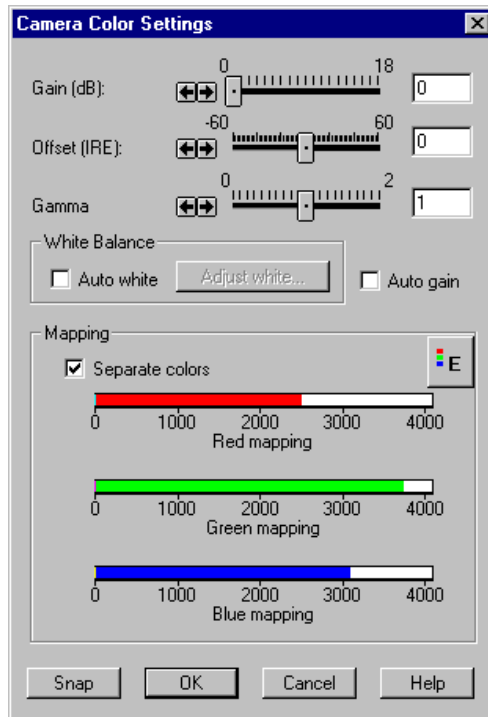 Camera Color Settings
0 18
Gain (dB): 0
-60 60
Offset (IRE): 0
0 2
Gamma 1
White Balance
Auto white Adjust white... Auto gain
Mapping
Separate colors E
0 1000 2000 3000 4000
Red mapping
0 1000 2000 3000 4000
Green mapping
0 1000 2000 3000 4000
Blue mapping
Snap OK Cancel Help